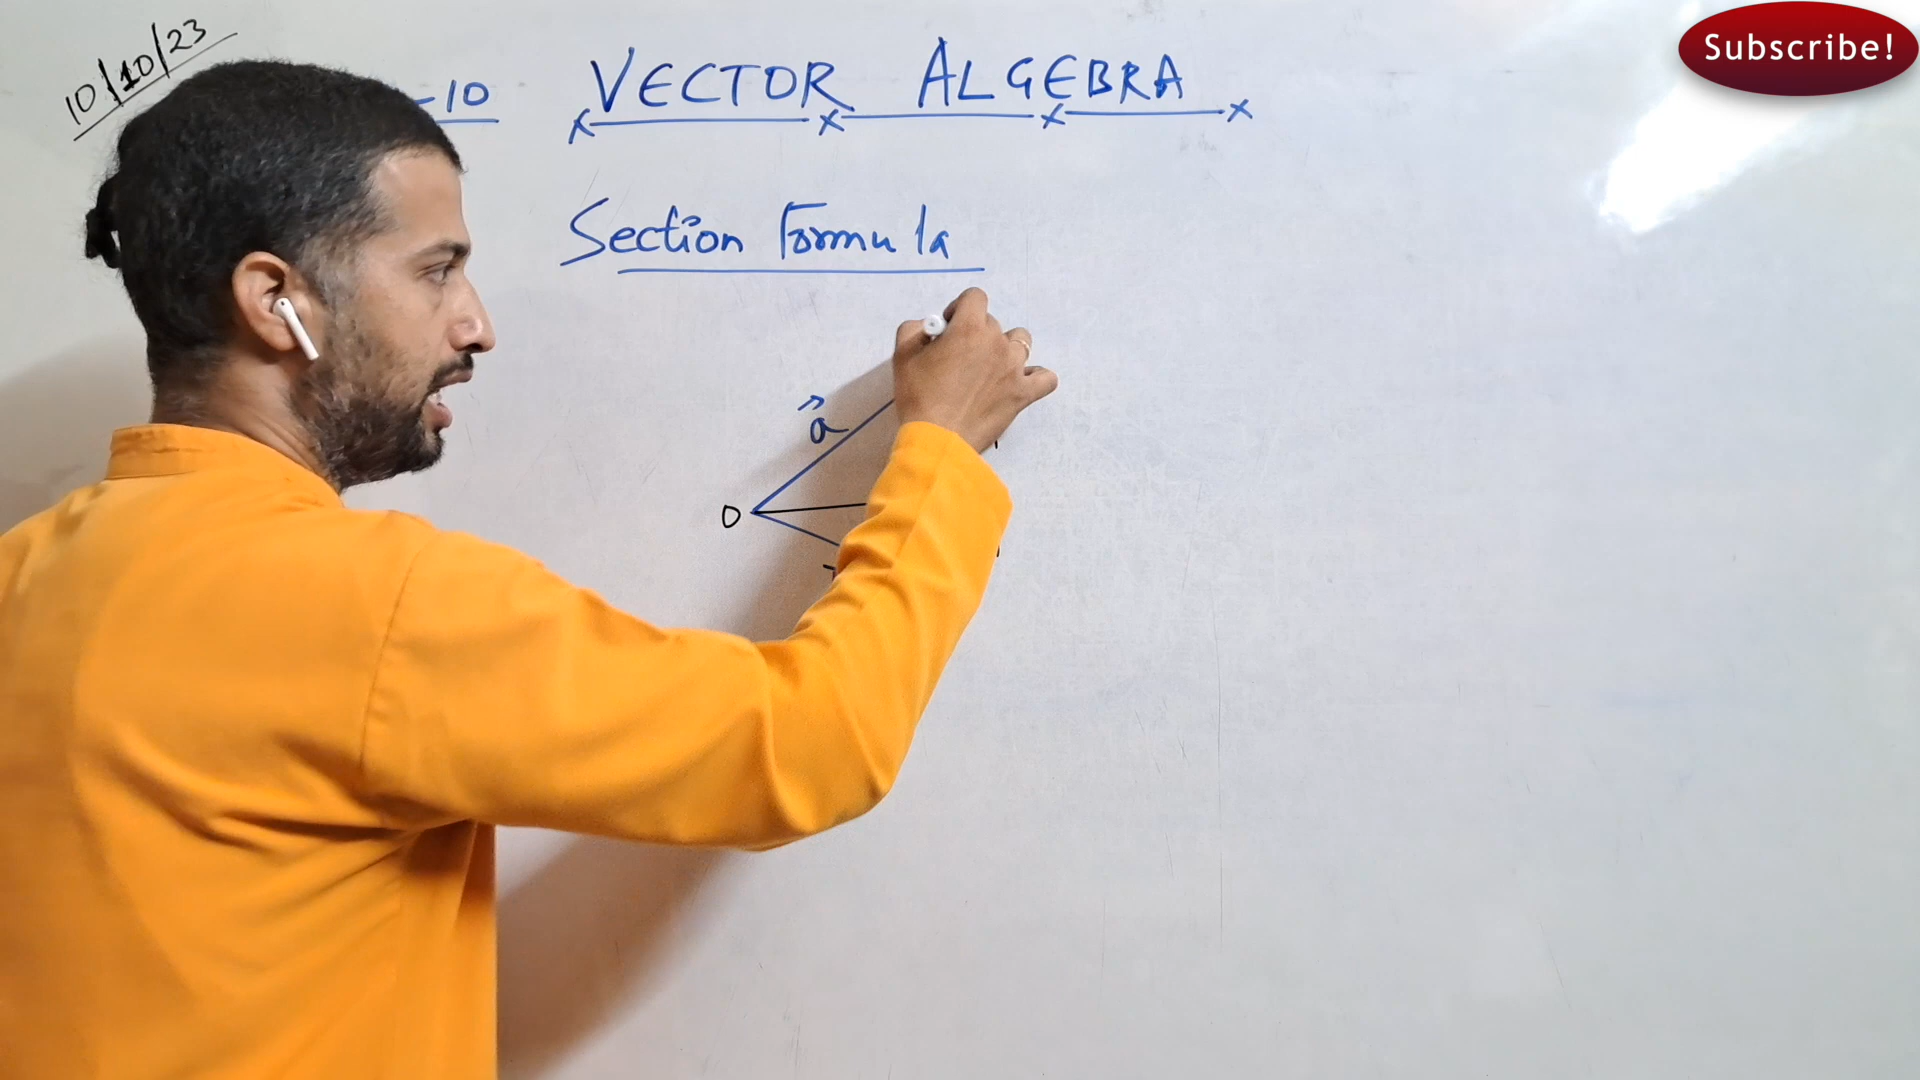 10/10/23
-10 VECTOR ALGEBRA
Subscribe!
Section Formula
a
O